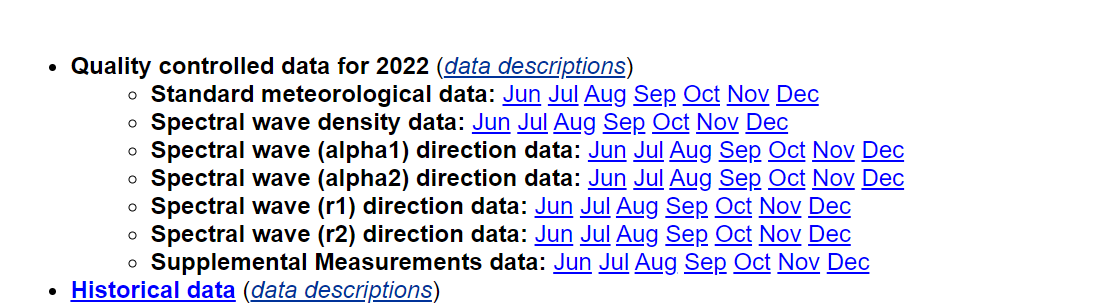 • Quality controlled data for 2022 (data descriptions)
◦ Standard meteorological data: Jun Jul Aug Sep Oct Nov Dec
◦ Spectral wave density data: Jun Jul Aug Sep Oct Nov Dec
◦ Spectral wave (alpha1) direction data: Jun Jul Aug Sep Oct Nov Dec
◦ Spectral wave (alpha2) direction data: Jun Jul Aug Sep Oct Nov Dec
◦ Spectral wave (r1) direction data: Jun Jul Aug Sep Oct Nov Dec
◦ Spectral wave (r2) direction data: Jun Jul Aug Sep Oct Nov Dec
◦ Supplemental Measurements data: Jun Jul Aug Sep Oct Nov Dec
• Historical data (data descriptions)